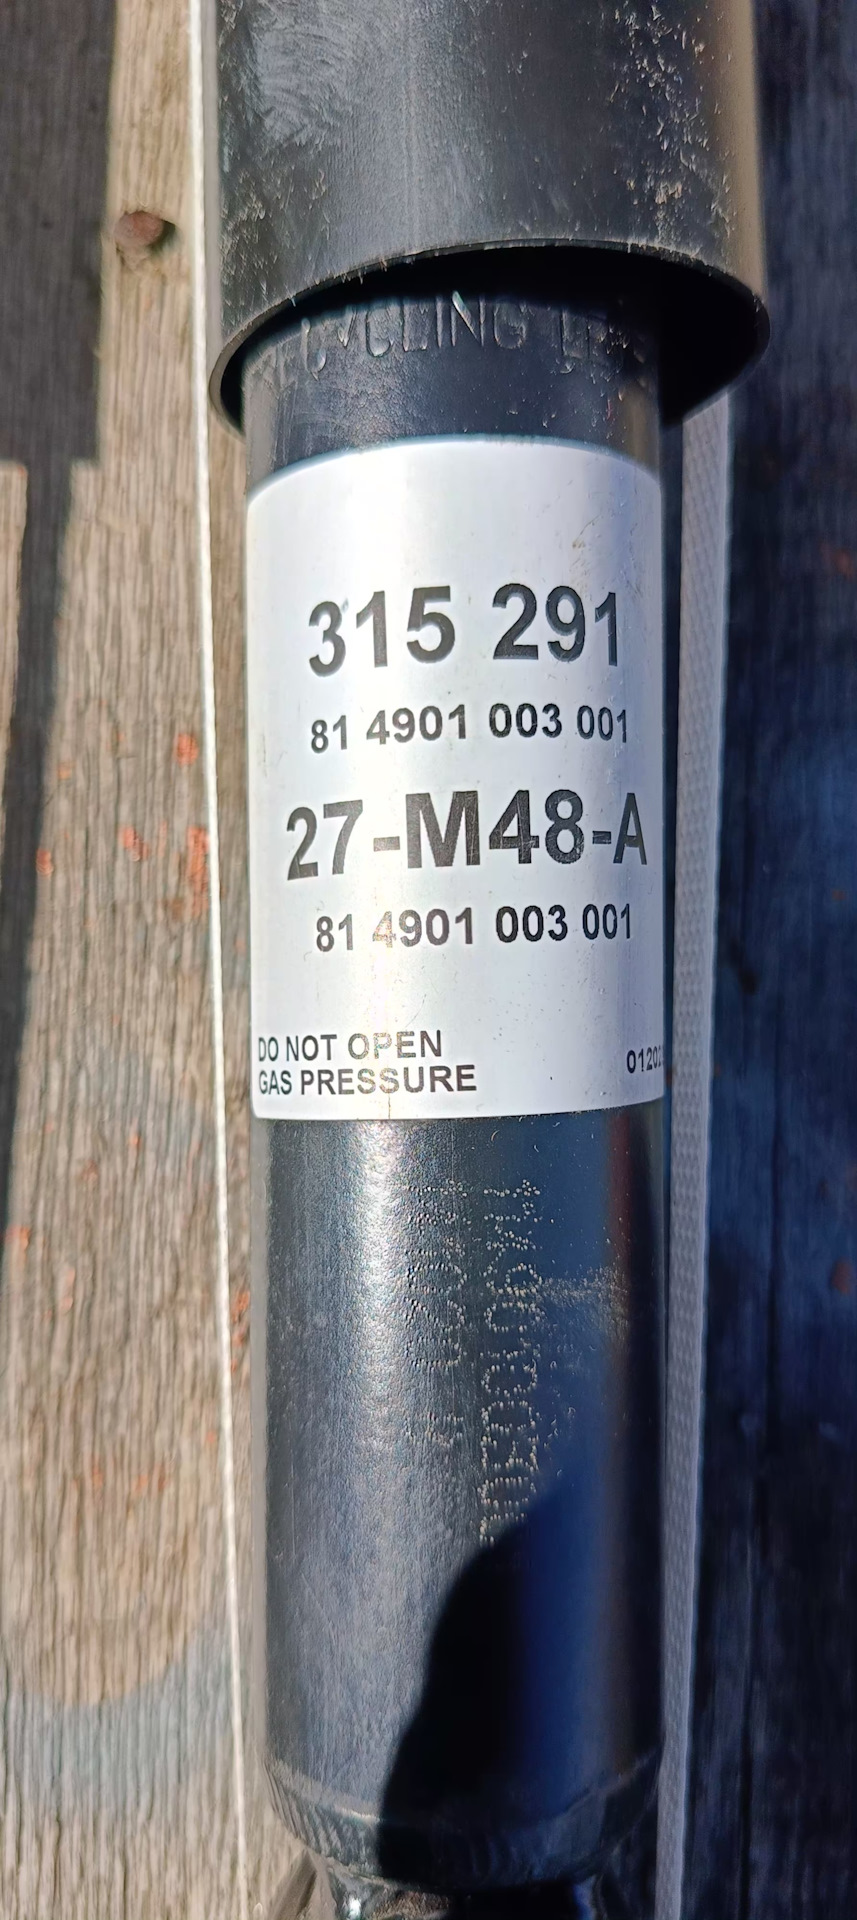 RECYCLING
315 291
81 4901 003 001
27-M48-A
81 4901 003 001
DO NOT OPEN
GAS PRESSURE